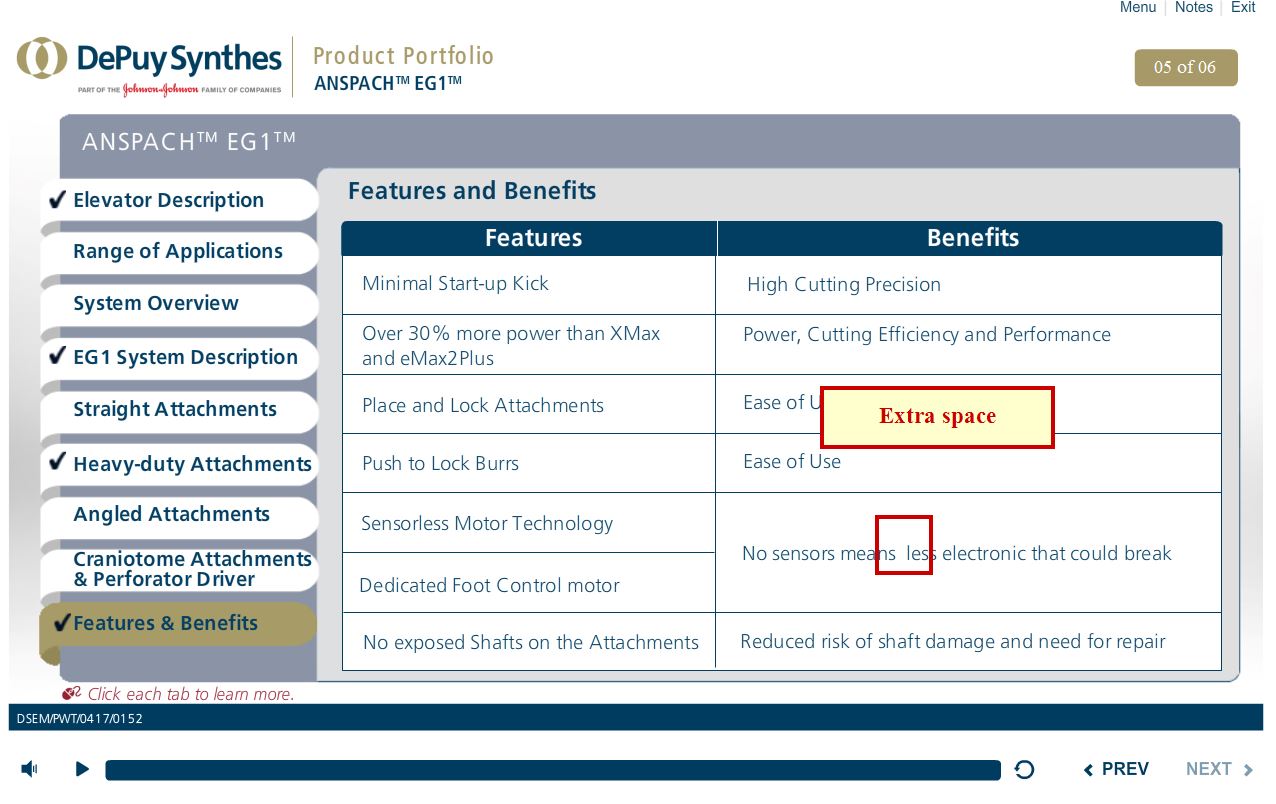 Menu | Notes | Exit
DePuy Synthes
PART OF THE Johnson & Johnson FAMILY OF COMPANIES
Product Portfolio
ANSPACH™ EG1™
05 of 06
ANSPACH™ EG1™
Elevator Description
Range of Applications
System Overview
EG1 System Description
Straight Attachments
Heavy-duty Attachments
Angled Attachments
Craniotome Attachments
& Perforator Driver
Features & Benefits
Click each tab to learn more.
Features and Benefits
Features Benefits
Minimal Start-up Kick High Cutting Precision
Over 30% more power than XMax Power, Cutting Efficiency and Performance
and eMax2Plus
Place and Lock Attachments Ease of U
Extra space
Push to Lock Burrs Ease of Use
Sensorless Motor Technology
No sensors means  less electronic that could break
Dedicated Foot Control motor
No exposed Shafts on the Attachments Reduced risk of shaft damage and need for repair
DSEM/PWT/0417/0152
PREV NEXT